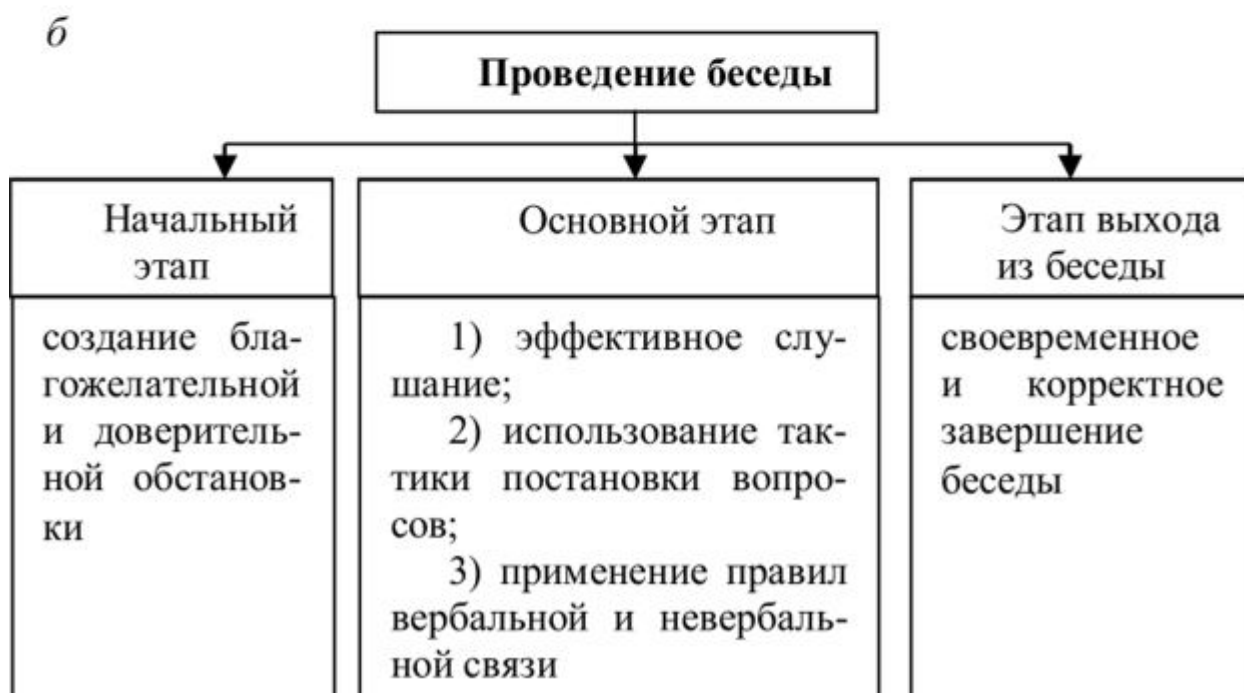 б
Проведение беседы
Начальный
этап
создание бла-
гожелательной
и доверитель-
ной обстанов-
ки
Основной этап
1) эффективное слу-
шание;
2) использование так-
тики постановки вопро-
сов;
3) применение правил
вербальной и невербаль-
ной связи
Этап выхода
из беседы
своевременное
и корректное
завершение
беседы